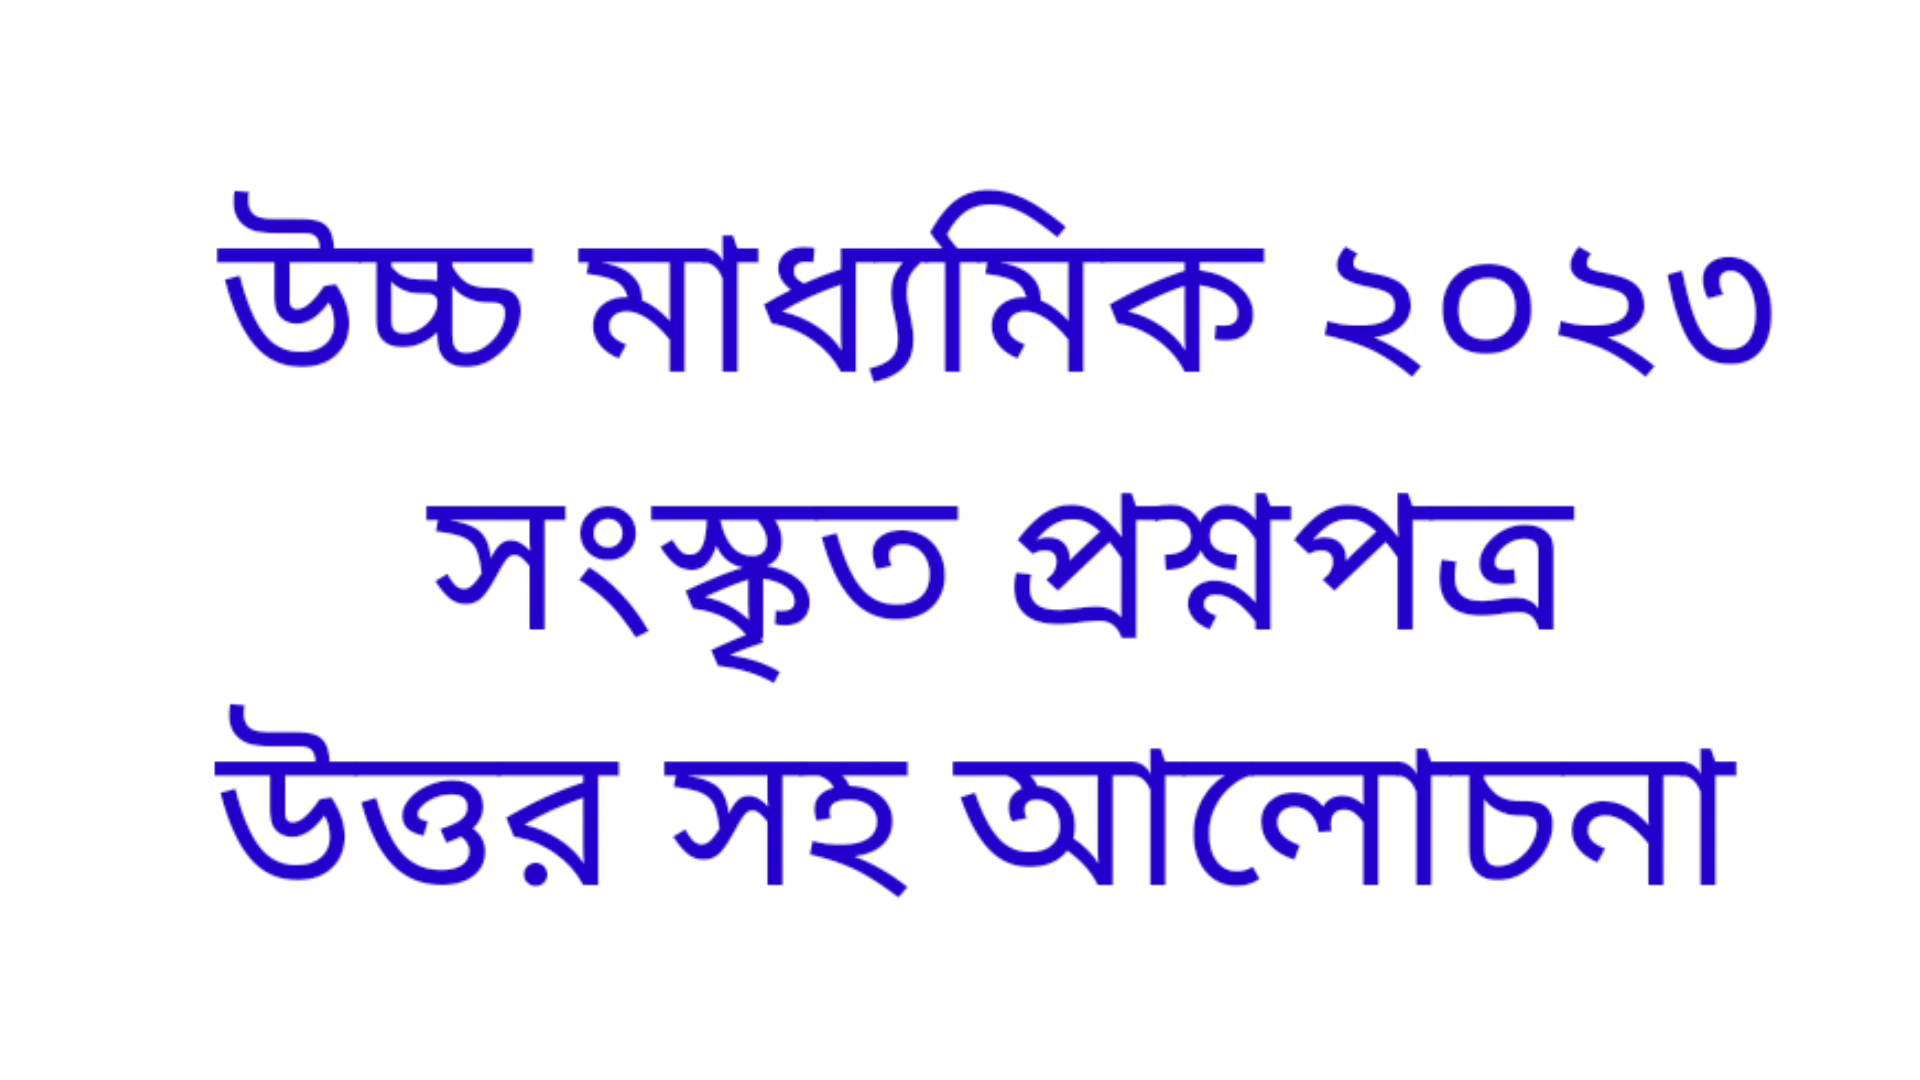 উচ্চ মাধ্যমিক ২০২৩
সংস্কৃত প্রশ্নপত্র
উত্তর সহ আলোচনা